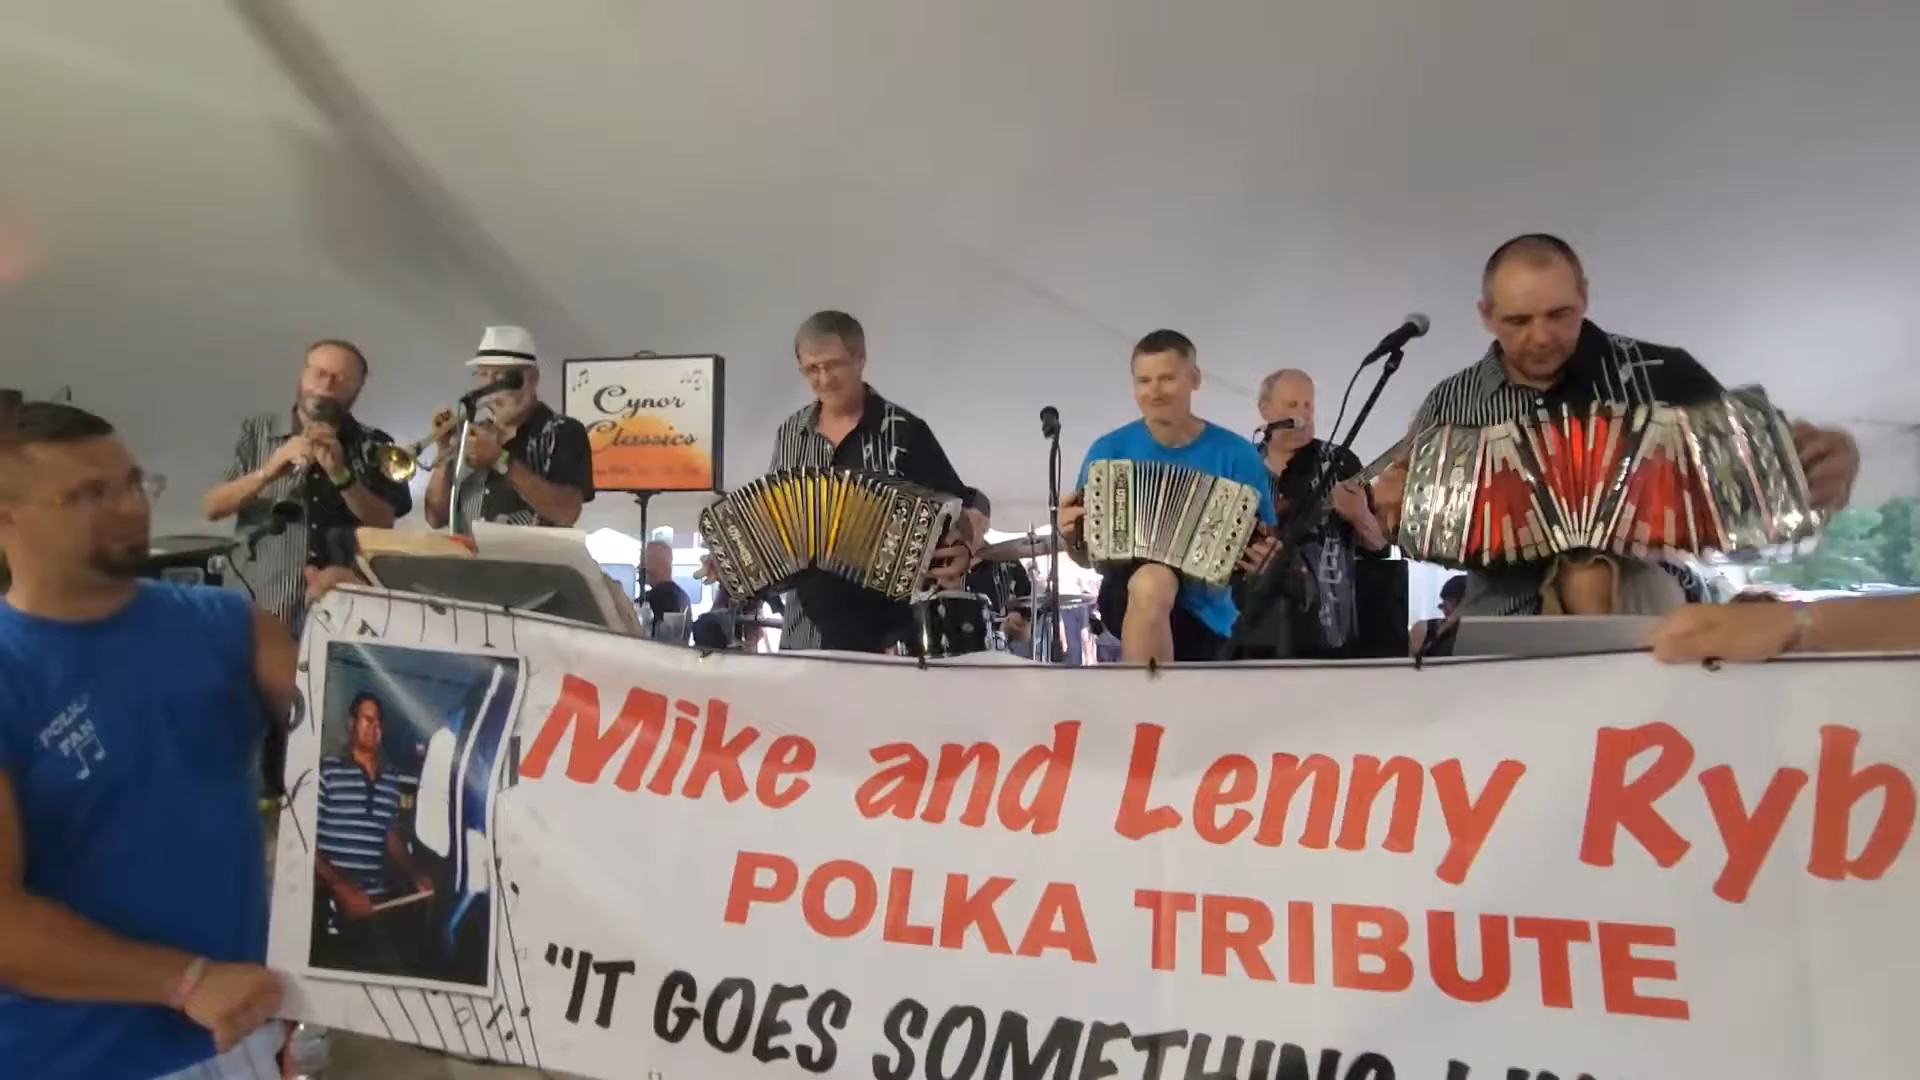 Cynor
Classics
POLKA
FAN
Mike and Lenny Ryb
POLKA TRIBUTE
"IT GOES SOMETHING